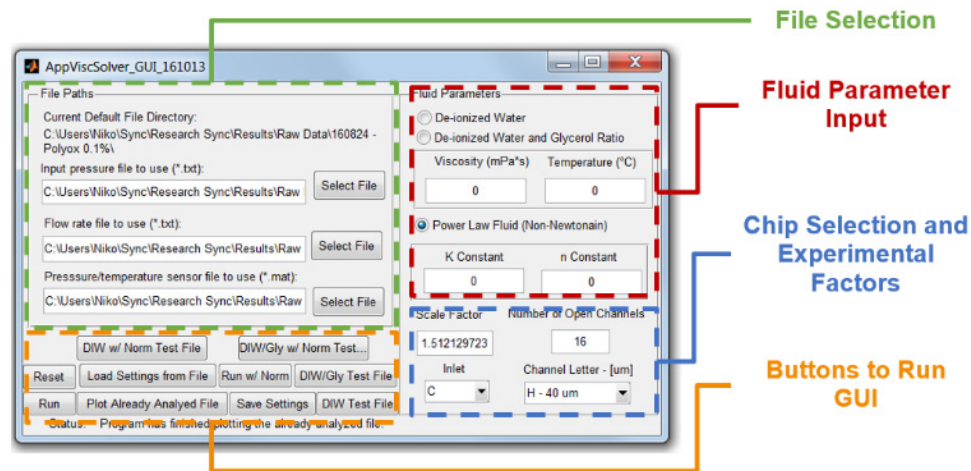 File Selection
AppViscSolver_GUI_161013
File Paths
Current Default File Directory:
C:\Users\Niko\Sync\Research Sync\Results\Raw Data\160824 -
Polyox 0.1%\
Input pressure file to use (*.txt):
C:\Users\Niko\Sync\Research Sync\Results\Raw
Select File
Flow rate file to use (*.txt):
C:\Users\Niko\Sync\Research Sync\Results\Raw
Select File
Presssure/temperature sensor file to use (*.mat):
C:\Users\Niko\Sync\Research Sync\Results\Raw
Select File
DIW w/ Norm Test File
DIW/Gly w/ Norm Test...
Reset
Load Settings from File
Run w/ Norm
DIW/Gly Test File
Run
Plot Already Analyed File
Save Settings
DIW Test File
Status: Program has finished plotting the already analyzed file.
Fluid Parameters
De-ionized Water
De-ionized Water and Glycerol Ratio
Viscosity (mPa*s)
Temperature (°C)
0
0
Power Law Fluid (Non-Newtonain)
K Constant
n Constant
0
0
Scale Factor
Number of Open Channels
1.512129723
16
Inlet
Channel Letter - [um]
C
H - 40 um
Fluid Parameter
Input
Chip Selection and
Experimental
Factors
Buttons to Run
GUI